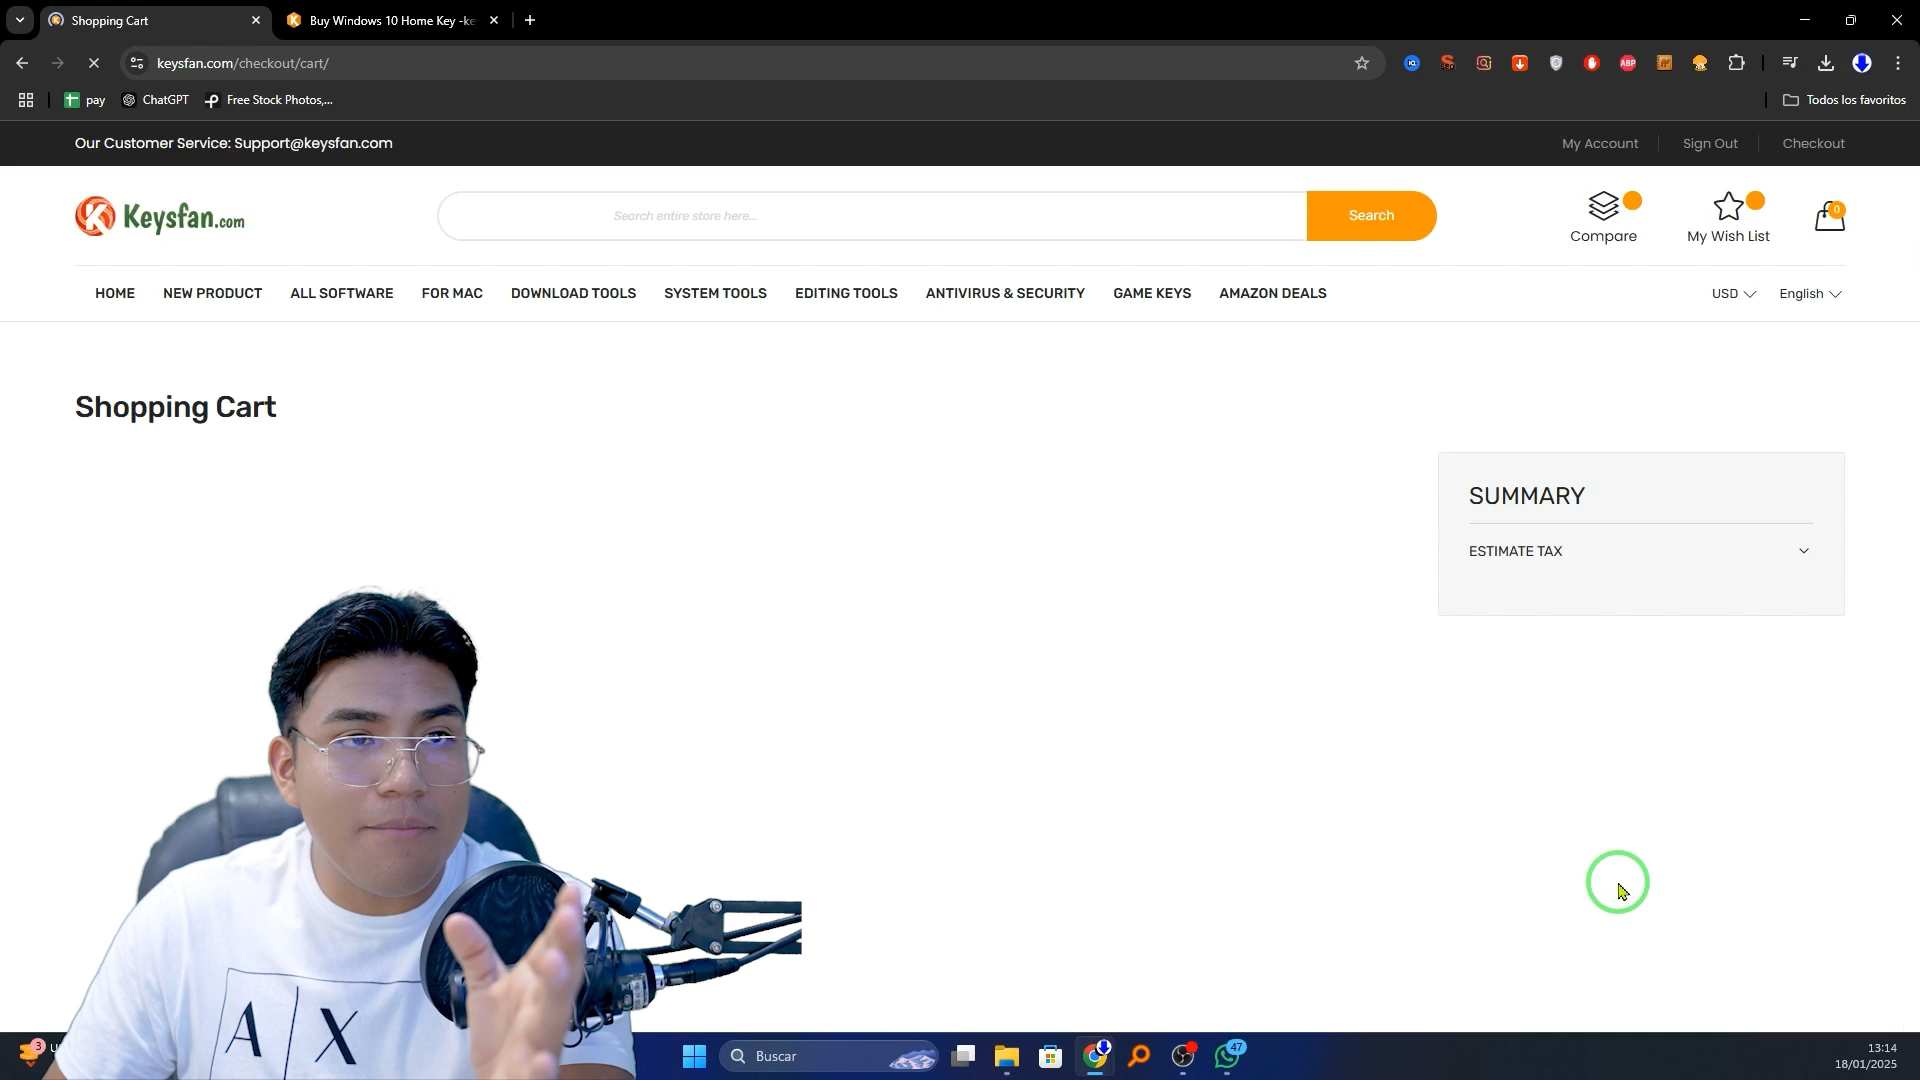 Shopping Cart
Buy Windows 10 Home Key -ke
keysfan.com/checkout/cart/
pay
ChatGPT
Free Stock Photos,...
Todos los favoritos
Our Customer Service: Support@keysfan.com
My Account
Sign Out
Checkout
Keysfan.com
Search entire store here...
Search
Compare
My Wish List
0
HOME
NEW PRODUCT
ALL SOFTWARE
FOR MAC
DOWNLOAD TOOLS
SYSTEM TOOLS
EDITING TOOLS
ANTIVIRUS & SECURITY
GAME KEYS
AMAZON DEALS
USD
English
Shopping Cart
SUMMARY
ESTIMATE TAX
A|X
3
Buscar
47
13:14
18/01/2025
ABP